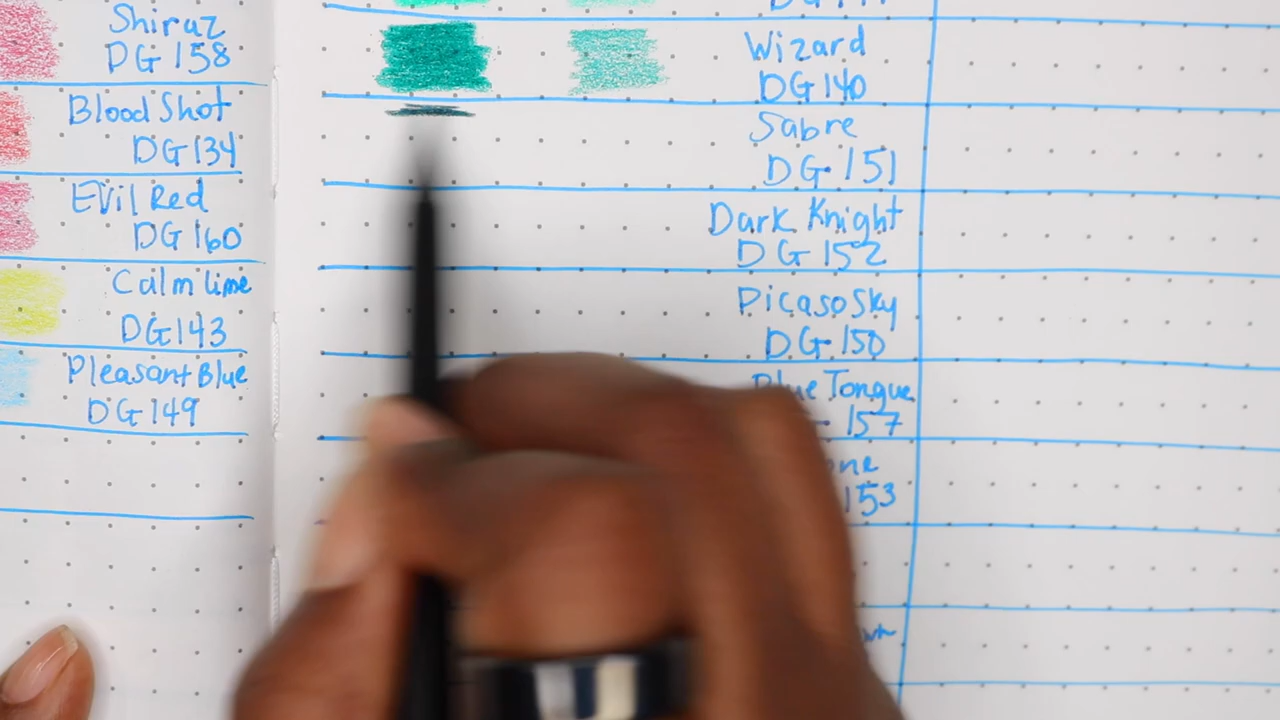 Shiraz
DG 158
Blood Shot
DG 134
Evil Red
DG 160
Calm Lime
DG 143
Pleasant Blue
DG 149
Wizard
DG 140
Sabre
DG 151
Dark Knight
DG 152
Picaso Sky
DG 150
Tongue
157
153